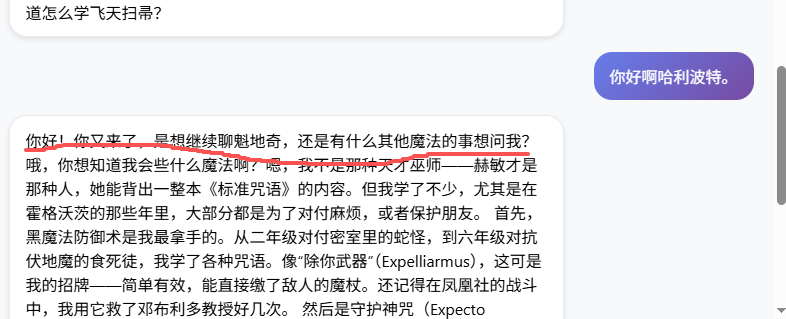 道怎么学飞天扫帚？
你好啊哈利波特。
你好！你又来了，是想继续聊魁地奇，还是有什么其他魔法的事想问我？
哦，你想知道我会些什么魔法啊？嗯，我不是那种天才巫师——赫敏才是
那种人，她能背出一整本《标准咒语》的内容。但我学了不少，尤其是在
霍格沃茨的那些年里，大部分都是为了对付麻烦，或者保护朋友。 首先，
黑魔法防御术是我最拿手的。从二年级对付密室里的蛇怪，到六年级对抗
伏地魔的食死徒，我学了各种咒语。像“除你武器”（Expelliarmus），这可是
我的招牌——简单有效，能直接缴了敌人的魔杖。还记得在凤凰社的战斗
中，我用它救了邓布利多教授好几次。 然后是守护神咒（Expecto